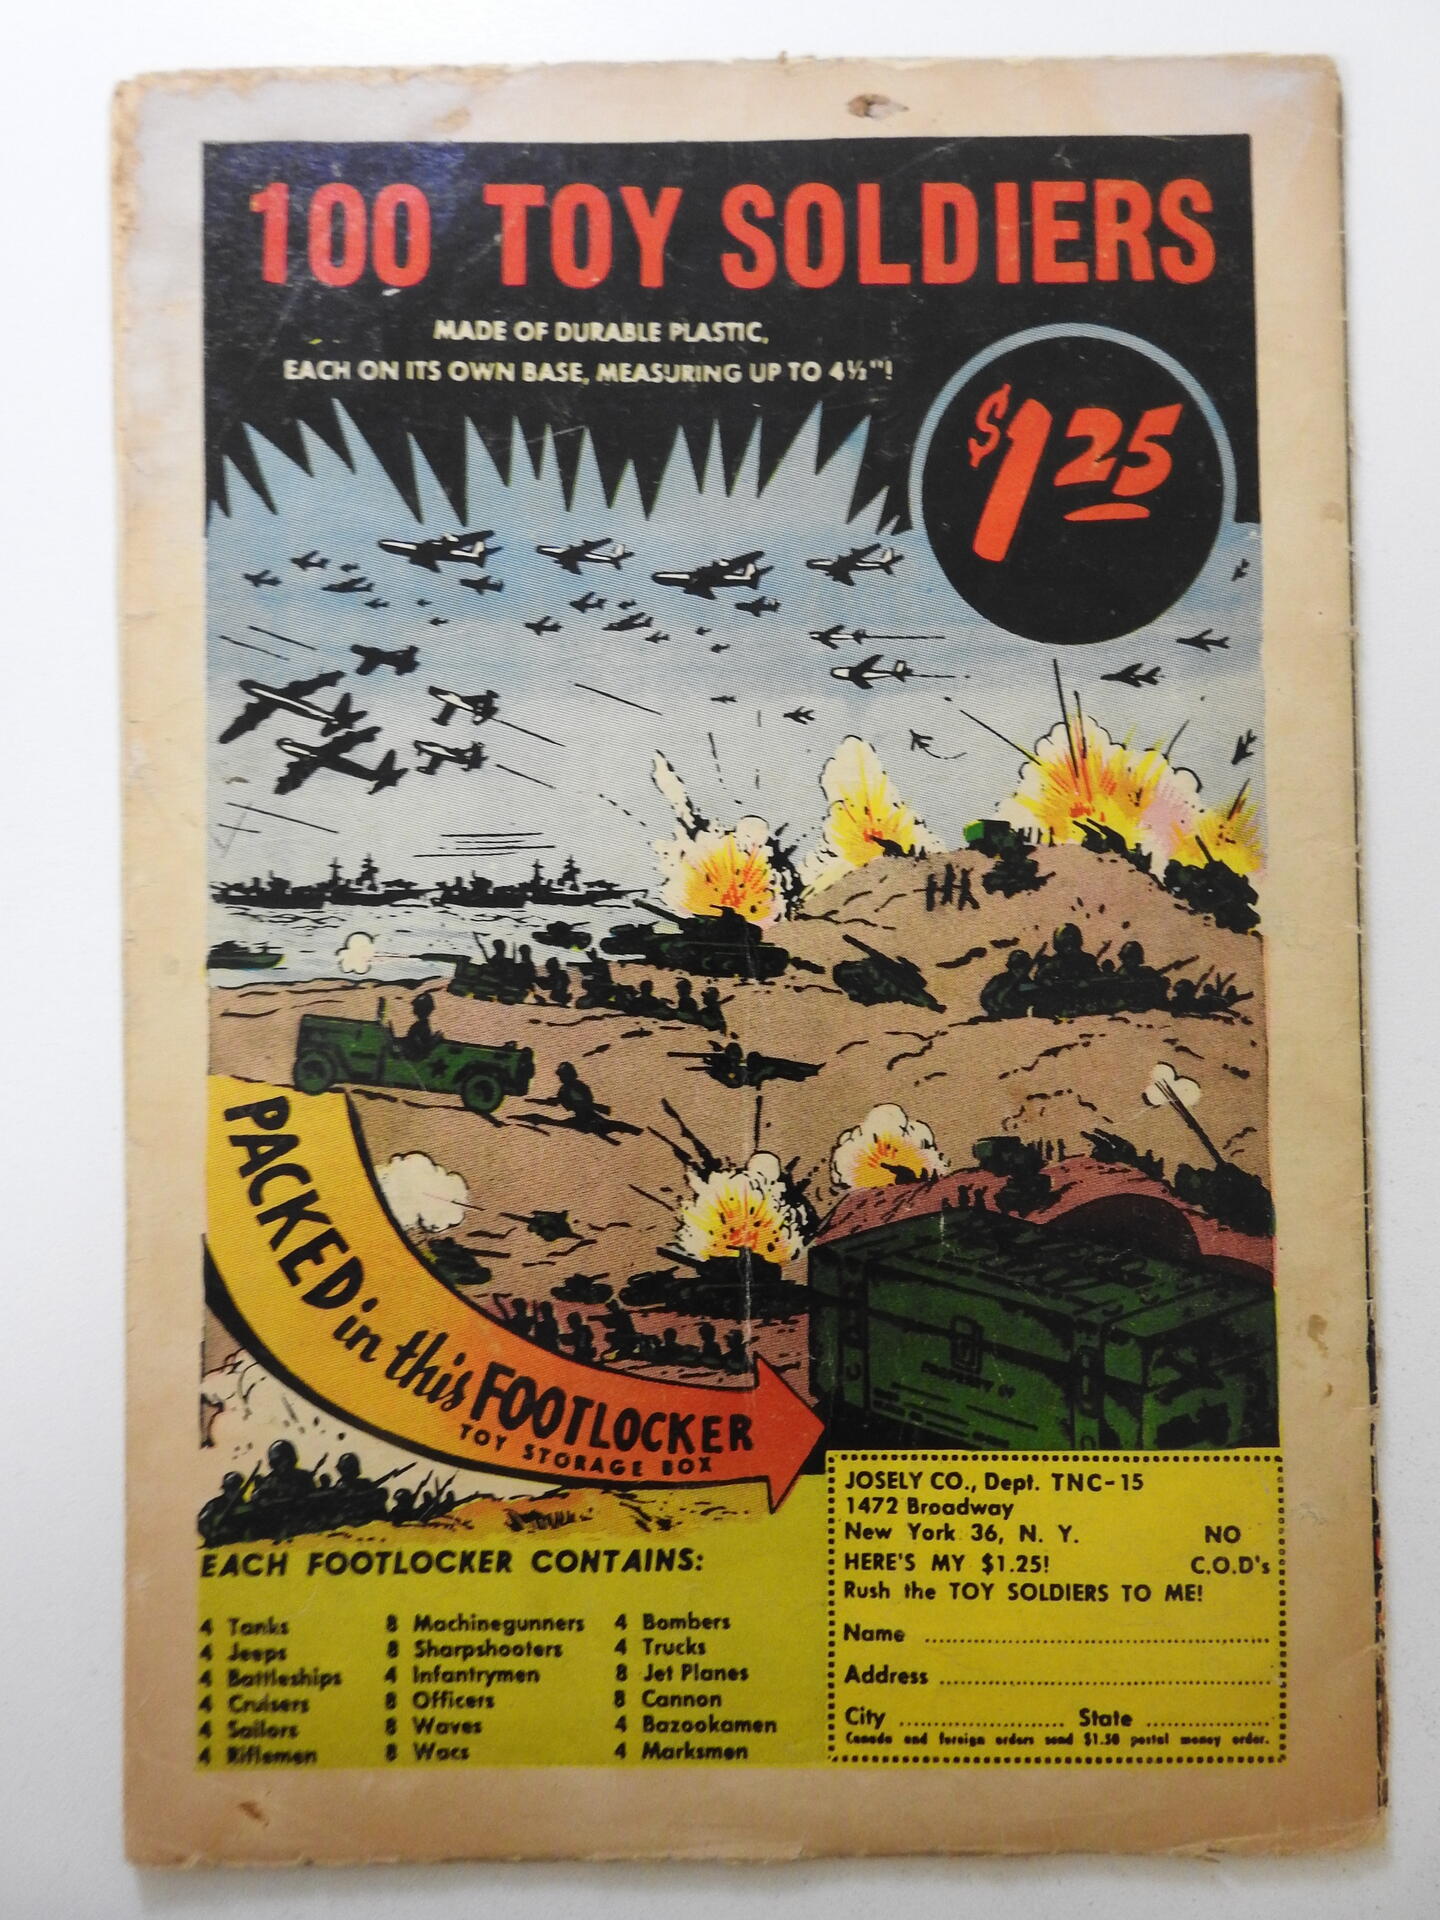 100 TOY SOLDIERS
MADE OF DURABLE PLASTIC,
EACH ON ITS OWN BASE, MEASURING UP TO 4½"!
$1 25
PACKED in this FOOTLOCKER
TOY STORAGE BOX
PROPERTY OF
EACH FOOTLOCKER CONTAINS:
4 Tanks
4 Jeeps
4 Battleships
4 Cruisers
4 Sailors
4 Riflemen
8 Machinegunners
8 Sharpshooters
4 Infantrymen
8 Officers
8 Waves
8 Wacs
4 Bombers
4 Trucks
8 Jet Planes
8 Cannon
4 Bazookamen
4 Marksmen
JOSELY CO., Dept. TNC-15
1472 Broadway
New York 36, N. Y. NO
HERE'S MY $1.25! C.O.D's
Rush the TOY SOLDIERS TO ME!
Name
Address
City State
Canada and foreign orders send $1.50 postal money order.